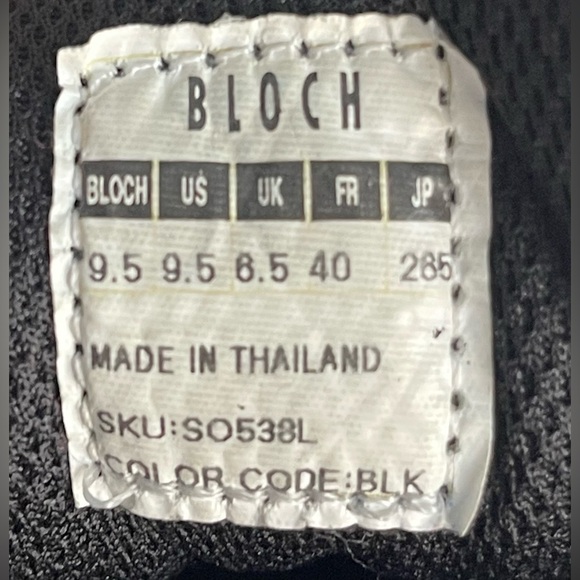 BLOCH
BLOCH US UK FR JP
9.5 9.5 6.5 40 265
MADE IN THAILAND
SKU:SO538L
COLOR CODE:BLK